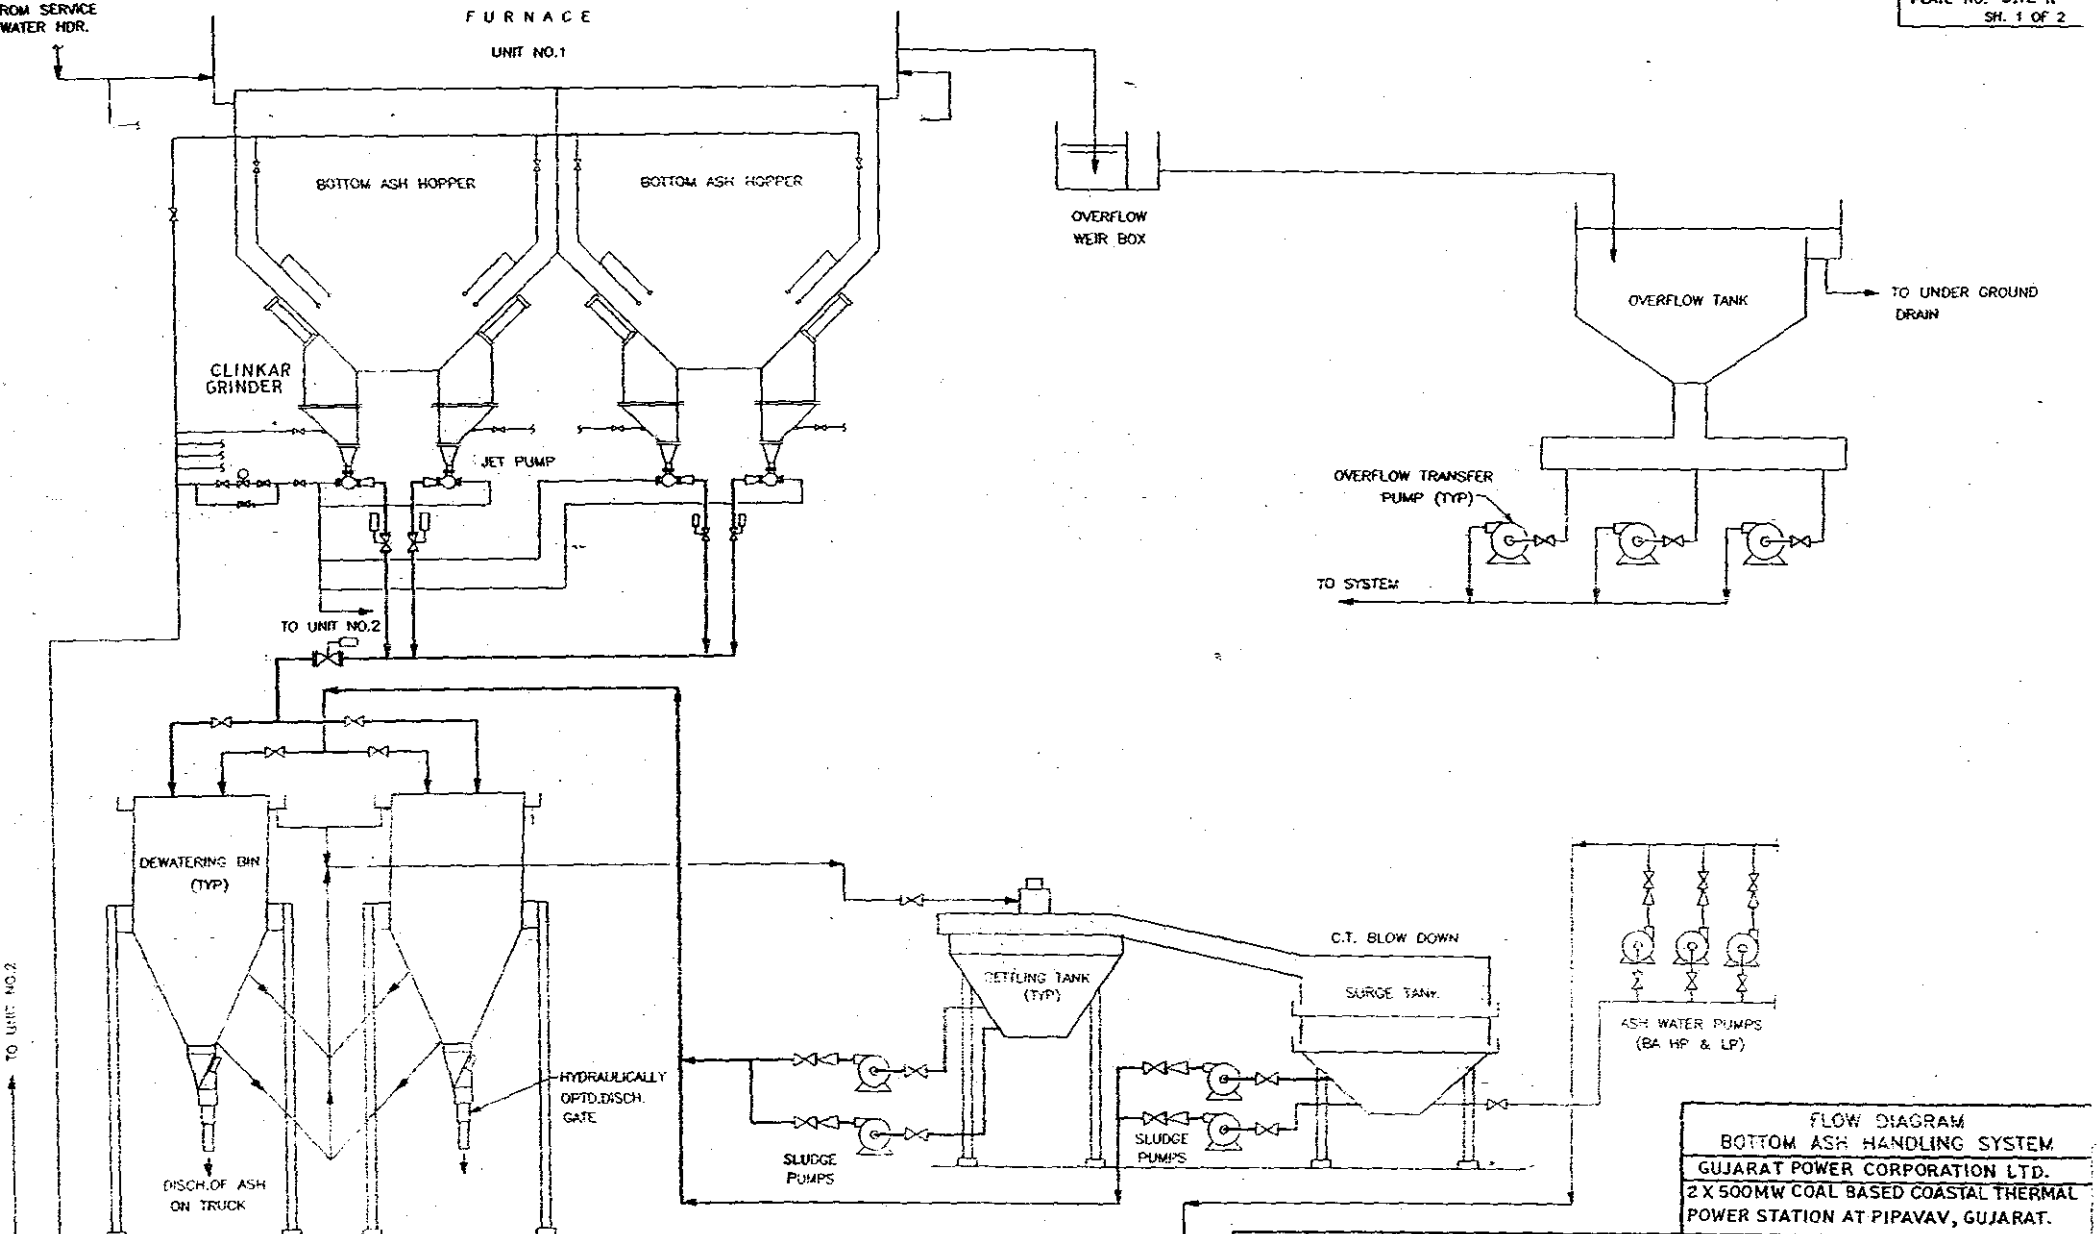 ROM SERVICE
WATER HDR.
FURNACE
UNIT NO.1
SH. 1 OF 2
BOTTOM ASH HOPPER
BOTTOM ASH HOPPER
OVERFLOW
WEIR BOX
OVERFLOW TANK
TO UNDER GROUND
DRAIN
CLINKAR
GRINDER
JET PUMP
OVERFLOW TRANSFER
PUMP (TYP)
TO SYSTEM
TO UNIT NO.2
DEWATERING BIN
(TYP)
C.T. BLOW DOWN
SETTLING TANK
(TYP)
SURGE TANK
ASH WATER PUMPS
(BA HP & LP)
TO UNIT NO.2
HYDRAULICALLY
OPTD.DISCH.
GATE
SLUDGE
PUMPS
SLUDGE
PUMPS
DISCH.OF ASH
ON TRUCK
FLOW DIAGRAM
BOTTOM ASH HANDLING SYSTEM
GUJARAT POWER CORPORATION LTD.
2 X 500MW COAL BASED COASTAL THERMAL
POWER STATION AT PIPAVAV, GUJARAT.